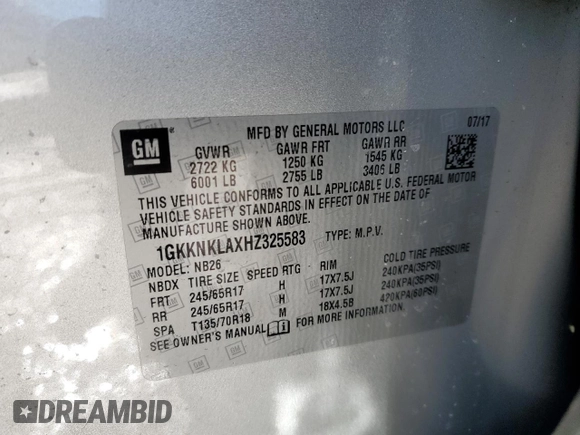 MFD BY GENERAL MOTORS LLC 07/17
GM
GVWR GAWR FRT GAWR RR
2722 KG 1250 KG 1545 KG
6001 LB 2755 LB 3405 LB
THIS VEHICLE CONFORMS TO ALL APPLICABLE U.S. FEDERAL MOTOR
VEHICLE SAFETY STANDARDS IN EFFECT ON THE DATE OF
MANUFACTURE SHOWN ABOVE.
1GKKNKLAXHZ325583 TYPE: M.P.V.
MODEL: NB26
NBDX TIRE SIZE SPEED RTG RIM COLD TIRE PRESSURE
FRT 245/65R17 H 17X7.5J 240KPA(35PSI)
RR 245/65R17 H 17X7.5J 240KPA(35PSI)
SPA T135/70R18 M 18X4.5B 420KPA(60PSI)
SEE OWNER'S MANUAL FOR MORE INFORMATION.
DREAMBID